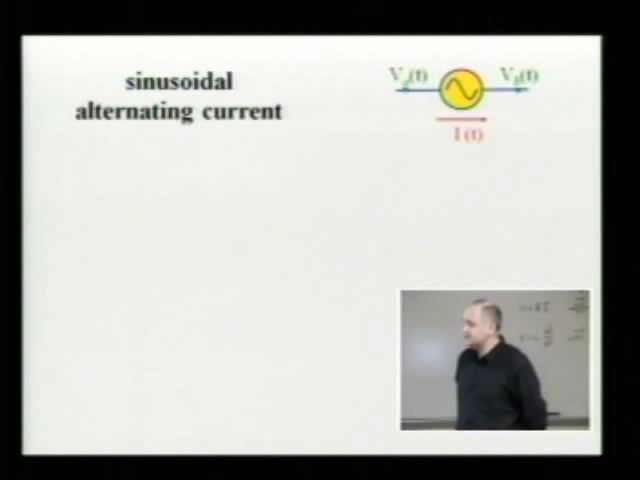 sinusoidal
alternating current
V (t)
V (t)
I (t)